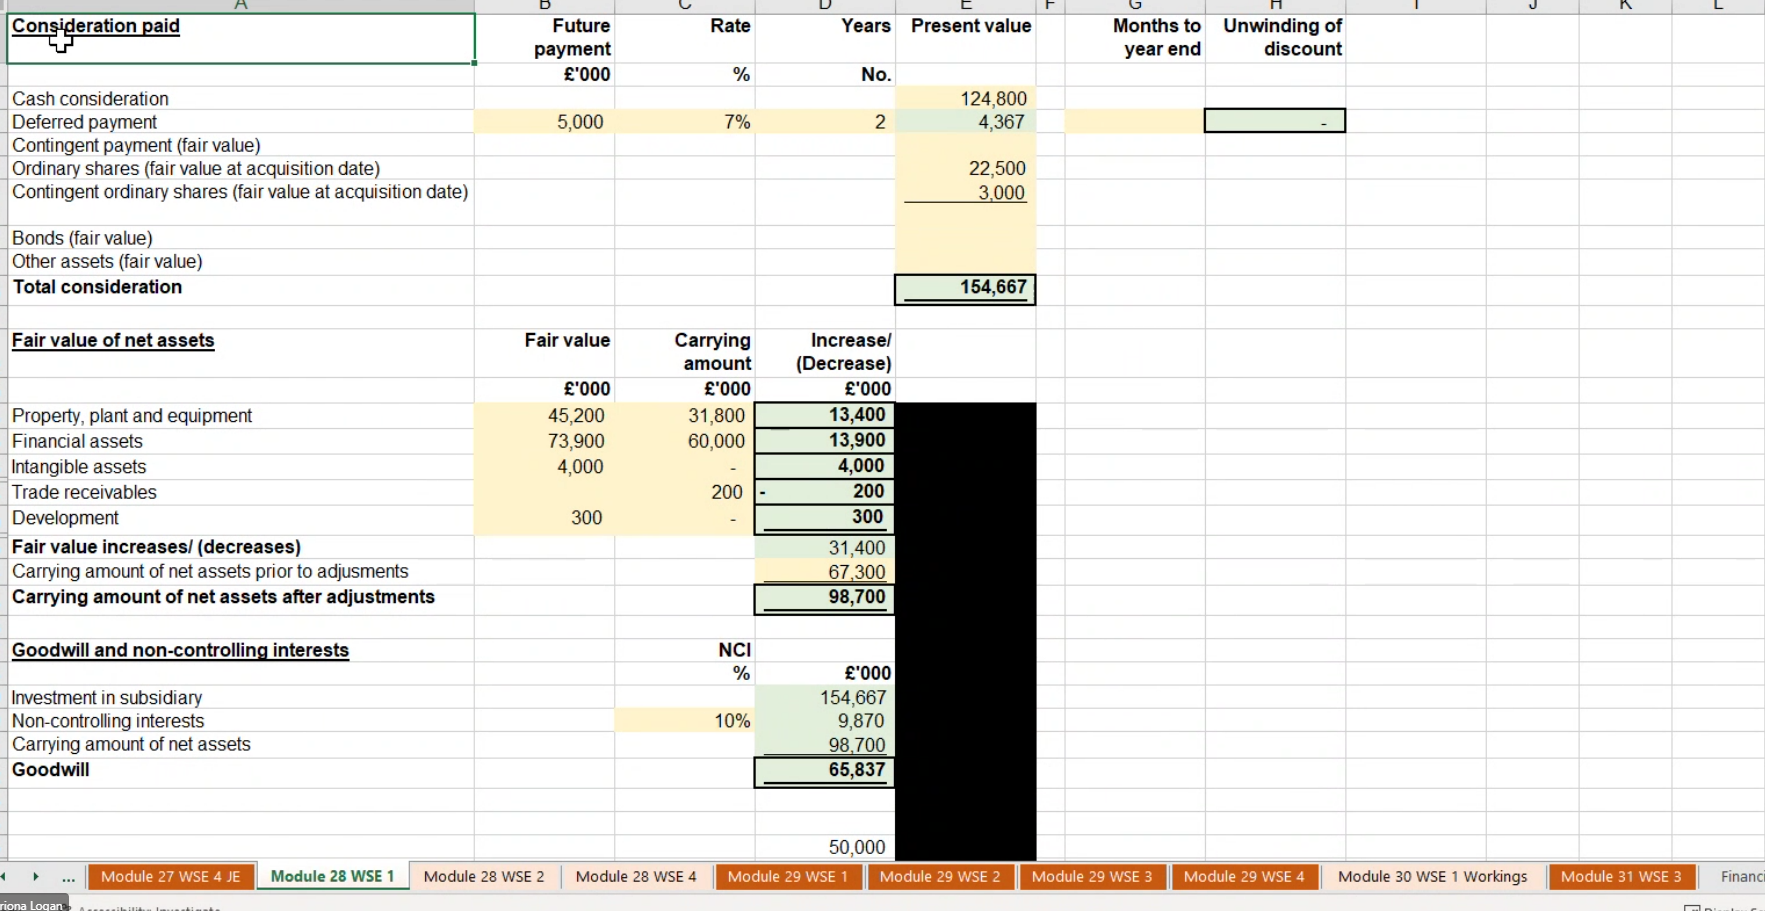 A B C D E F G H I J K L
Consideration paid Future payment Rate Years Present value Months to year end Unwinding of discount
£'000 % No.
Cash consideration 124,800
Deferred payment 5,000 7% 2 4,367 -
Contingent payment (fair value)
Ordinary shares (fair value at acquisition date) 22,500
Contingent ordinary shares (fair value at acquisition date) 3,000
Bonds (fair value)
Other assets (fair value)
Total consideration 154,667
Fair value of net assets Fair value Carrying amount Increase/ (Decrease)
£'000 £'000 £'000
Property, plant and equipment 45,200 31,800 13,400
Financial assets 73,900 60,000 13,900
Intangible assets 4,000 - 4,000
Trade receivables 200 - 200
Development 300 - 300
Fair value increases/ (decreases) 31,400
Carrying amount of net assets prior to adjusments 67,300
Carrying amount of net assets after adjustments 98,700
Goodwill and non-controlling interests NCI
% £'000
Investment in subsidiary 154,667
Non-controlling interests 10% 9,870
Carrying amount of net assets 98,700
Goodwill 65,837
50,000
... Module 27 WSE 4 JE Module 28 WSE 1 Module 28 WSE 2 Module 28 WSE 4 Module 29 WSE 1 Module 29 WSE 2 Module 29 WSE 3 Module 29 WSE 4 Module 30 WSE 1 Workings Module 31 WSE 3 Financi
riona Logan Accessibility: Investigate